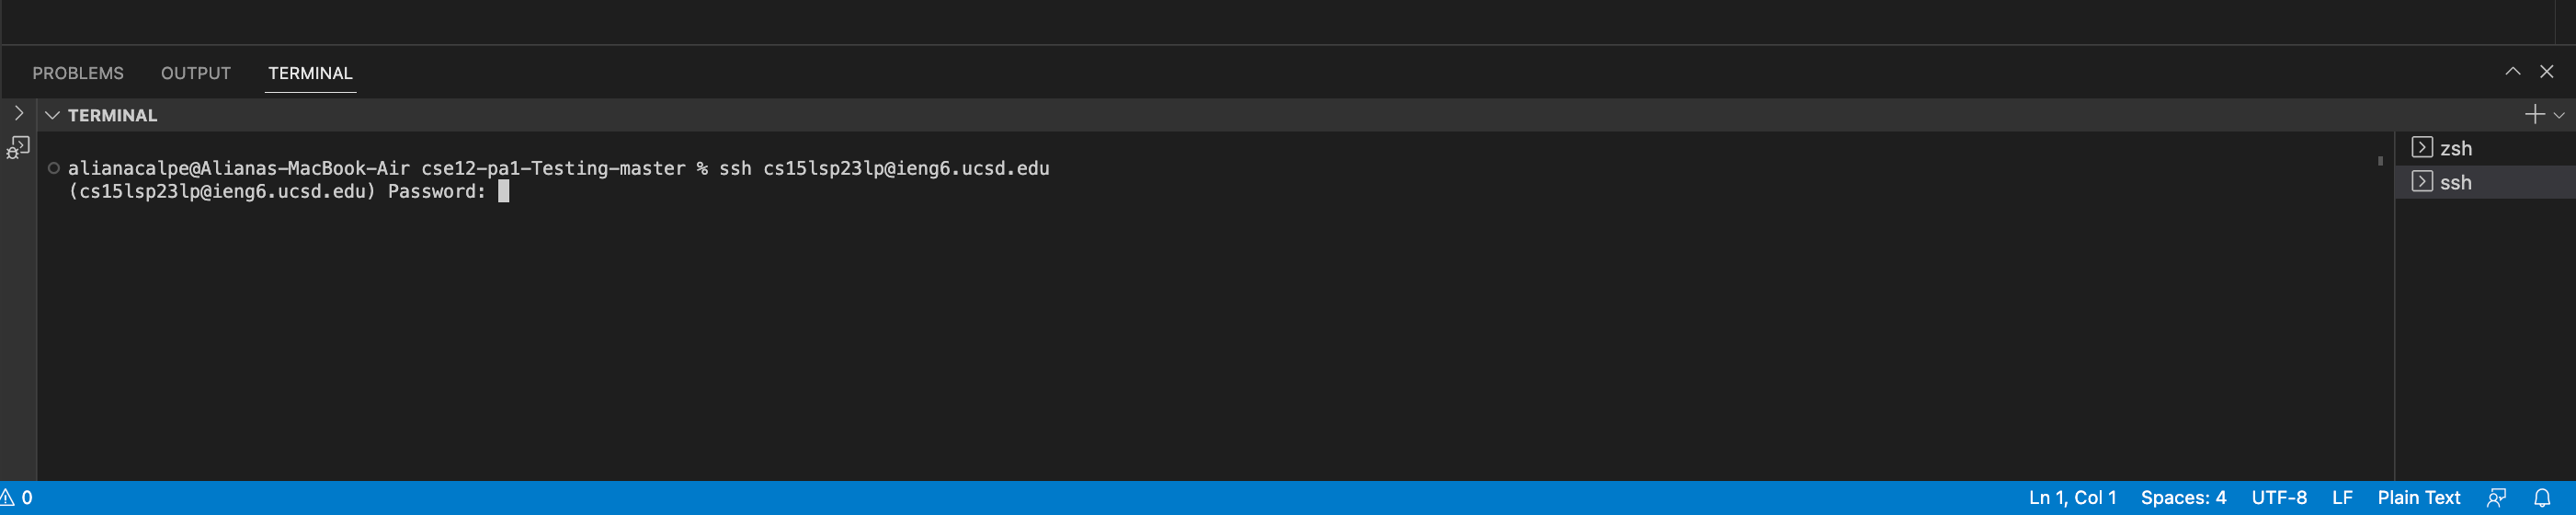 PROBLEMS OUTPUT TERMINAL
TERMINAL
alianacalpe@Alianas-MacBook-Air cse12-pa1-Testing-master % ssh cs15lsp23lp@ieng6.ucsd.edu
(cs15lsp23lp@ieng6.ucsd.edu) Password:
zsh
ssh
0 Ln 1, Col 1 Spaces: 4 UTF-8 LF Plain Text